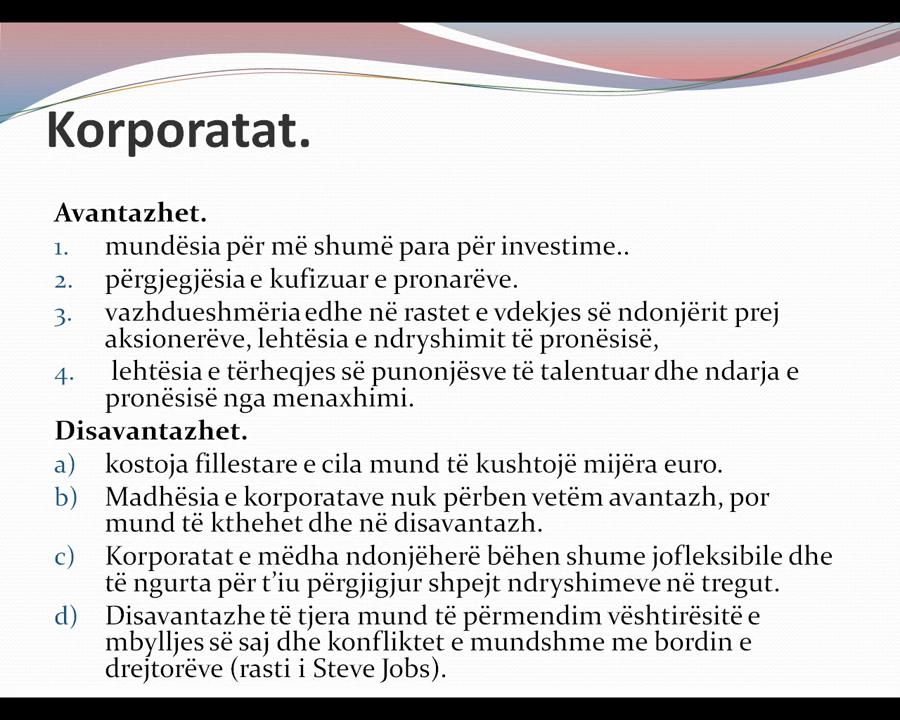 Korporatat.
Avantazhet.
1. mundësia për më shumë para për investime..
2. përgjegjësia e kufizuar e pronarëve.
3. vazhdueshmëria edhe në rastet e vdekjes së ndonjërit prej
aksionerëve, lehtësia e ndryshimit të pronësisë,
4. lehtësia e tërheqjes së punonjësve të talentuar dhe ndarja e
pronësisë nga menaxhimi.
Disavantazhet.
a) kostoja fillestare e cila mund të kushtojë mijëra euro.
b) Madhësia e korporatave nuk përben vetëm avantazh, por
mund të kthehet dhe në disavantazh.
c) Korporatat e mëdha ndonjëherë bëhen shume jofleksibile dhe
të ngurta për t’iu përgjigjur shpejt ndryshimeve në tregut.
d) Disavantazhe të tjera mund të përmendim vështirësitë e
mbylljes së saj dhe konfliktet e mundshme me bordin e
drejtorëve (rasti i Steve Jobs).